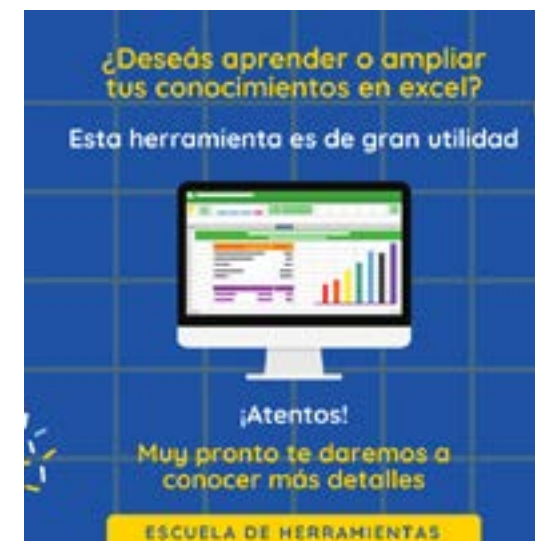 ¿Deseás aprender o ampliar
tus conocimientos en excel?
Esta herramienta es de gran utilidad
¡Atentos!
Muy pronto te daremos a
conocer más detalles
ESCUELA DE HERRAMIENTAS